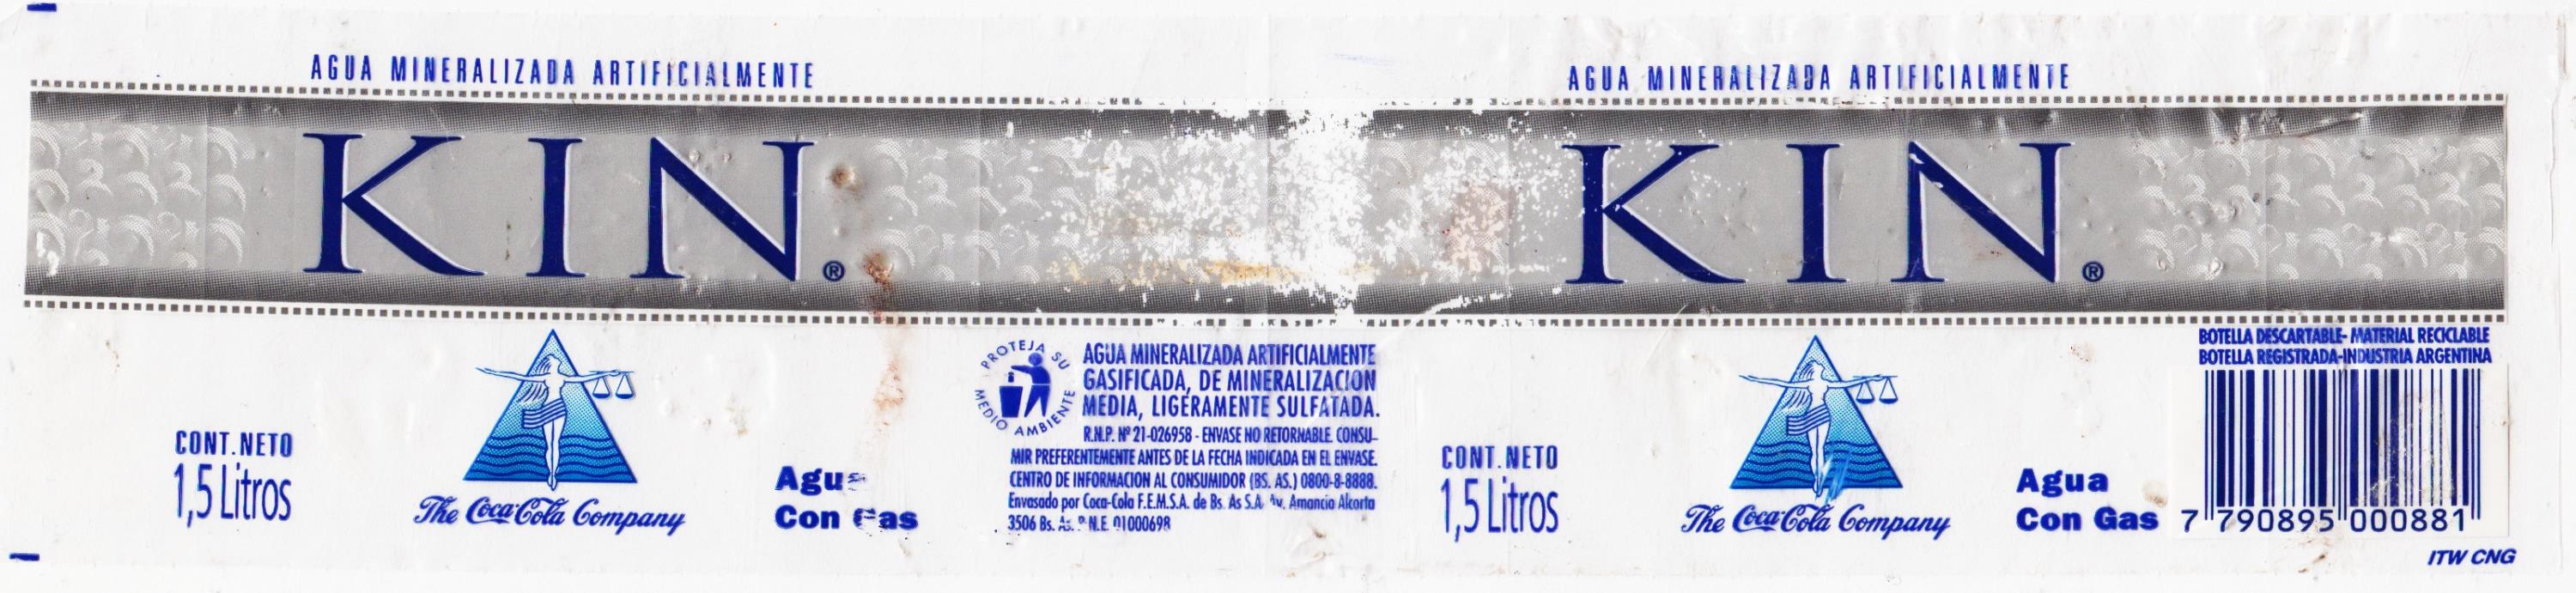 AGUA MINERALIZADA ARTIFICIALMENTE
KIN®
CONT.NETO
1,5 Litros
The Coca-Cola Company
Agua
Con Gas
PROTEJA SU MEDIO AMBIENTE
AGUA MINERALIZADA ARTIFICIALMENTE
GASIFICADA, DE MINERALIZACION
MEDIA, LIGERAMENTE SULFATADA.
R.N.P. Nº 21-026958 - ENVASE NO RETORNABLE. CONSU-
MIR PREFERENTEMENTE ANTES DE LA FECHA INDICADA EN EL ENVASE.
CENTRO DE INFORMACION AL CONSUMIDOR (BS. AS.) 0800-8-8888.
Envasado por Coca-Cola F.E.M.S.A. de Bs. As S.A. Av. Amancio Alcorta
3506 Bs. As. P.N.E. 01000698
AGUA MINERALIZADA ARTIFICIALMENTE
KIN®
CONT.NETO
1,5 Litros
The Coca-Cola Company
Agua
Con Gas
BOTELLA DESCARTABLE- MATERIAL RECICLABLE
BOTELLA REGISTRADA-INDUSTRIA ARGENTINA
7 790895 000881
ITW CNG